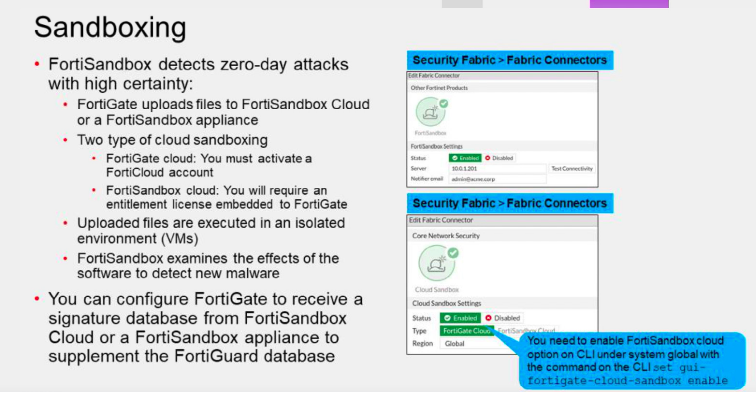 Sandboxing
• FortiSandbox detects zero-day attacks
with high certainty:
• FortiGate uploads files to FortiSandbox Cloud
or a FortiSandbox appliance
• Two type of cloud sandboxing
• FortiGate cloud: You must activate a
FortiCloud account
• FortiSandbox cloud: You will require an
entitlement license embedded to FortiGate
• Uploaded files are executed in an isolated
environment (VMs)
• FortiSandbox examines the effects of the
software to detect new malware
• You can configure FortiGate to receive a
signature database from FortiSandbox
Cloud or a FortiSandbox appliance to
supplement the FortiGuard database
Security Fabric > Fabric Connectors
Edit Fabric Connector
Other Fortinet Products
FortiSandbox
FortiSandbox Settings
Status Enabled Disabled
Server 10.0.1.201 Test Connectivity
Notifier email admin@acme.corp
Security Fabric > Fabric Connectors
Edit Fabric Connector
Core Network Security
Cloud Sandbox
Cloud Sandbox Settings
Status Enabled Disabled
Type FortiGate Cloud FortiSandbox Cloud
Region Global
You need to enable FortiSandbox cloud
option on CLI under system global with
the command on the CLI set gui-
fortigate-cloud-sandbox enable